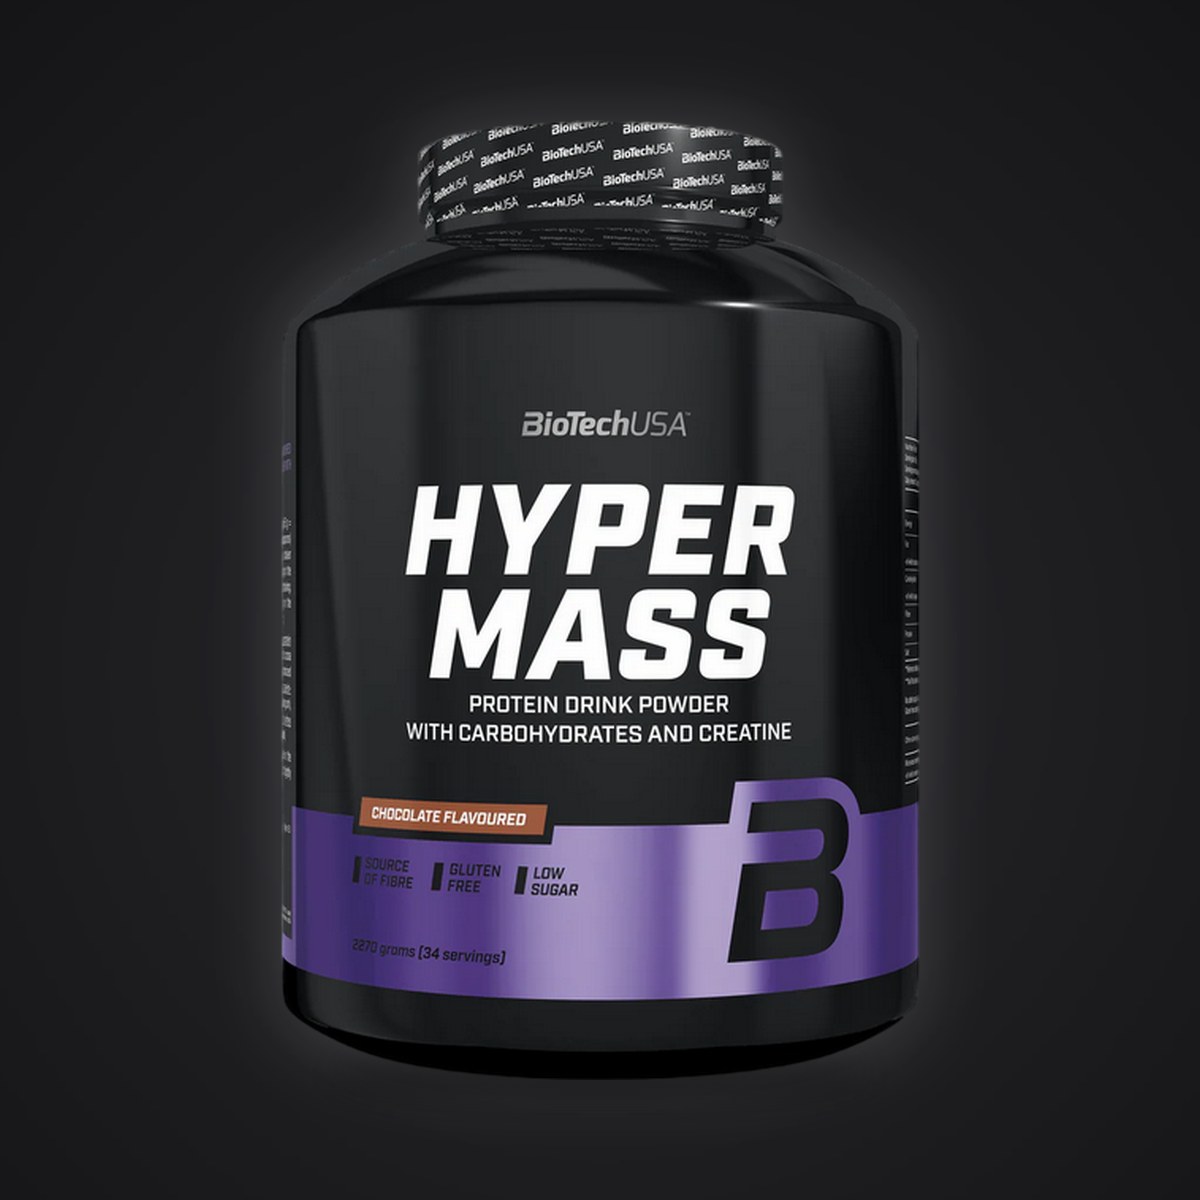 BioTechUSA™
HYPER
MASS
PROTEIN DRINK POWDER
WITH CARBOHYDRATES AND CREATINE
CHOCOLATE FLAVOURED
SOURCE
OF FIBRE
GLUTEN
FREE
LOW
SUGAR
2270 grams (34 servings)
B